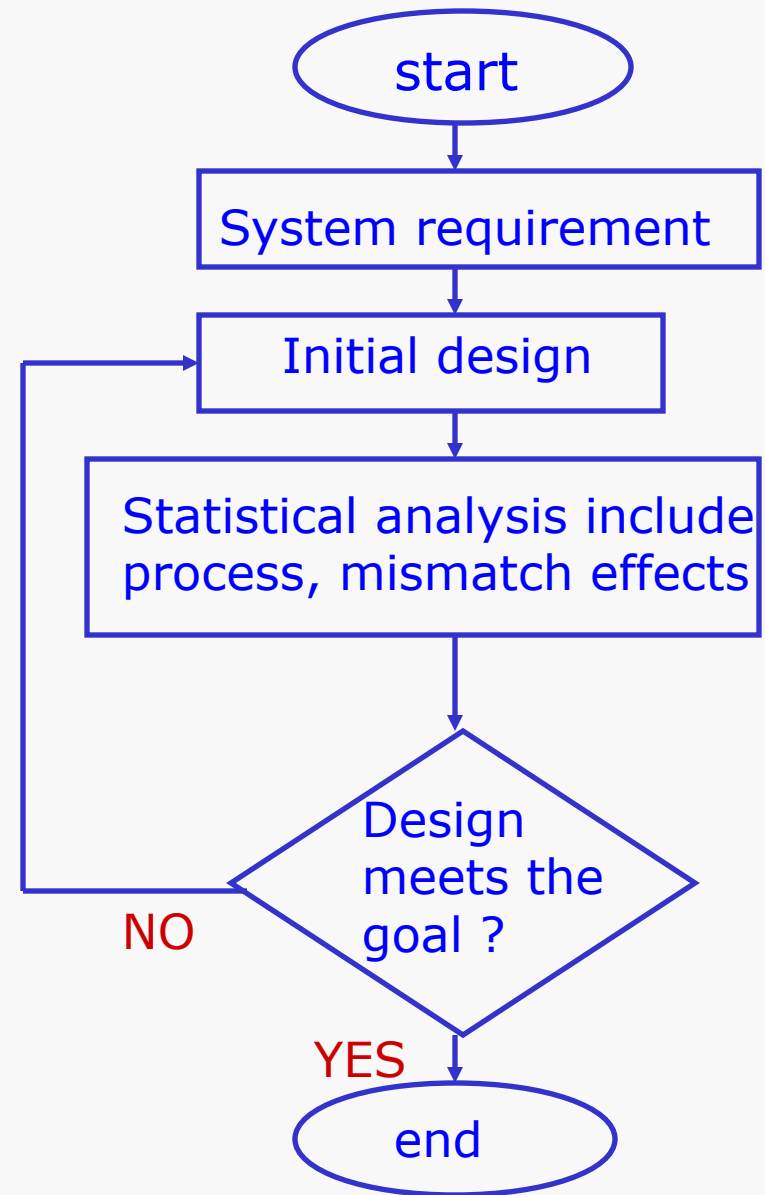 start
System requirement
Initial design
Statistical analysis include
process, mismatch effects
Design
meets the
goal ?
NO
YES
end